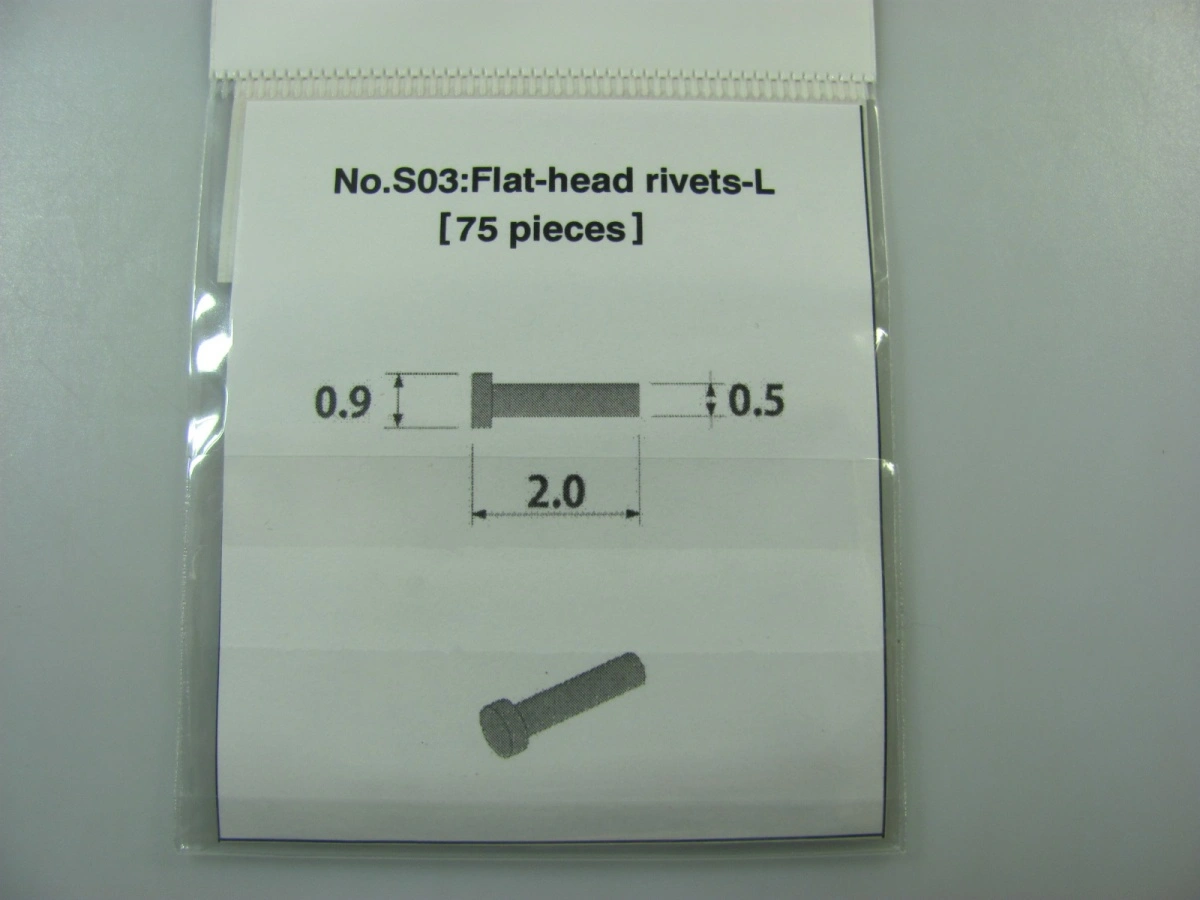 No.S03:Flat-head rivets-L
[75 pieces]
0.9
0.5
2.0